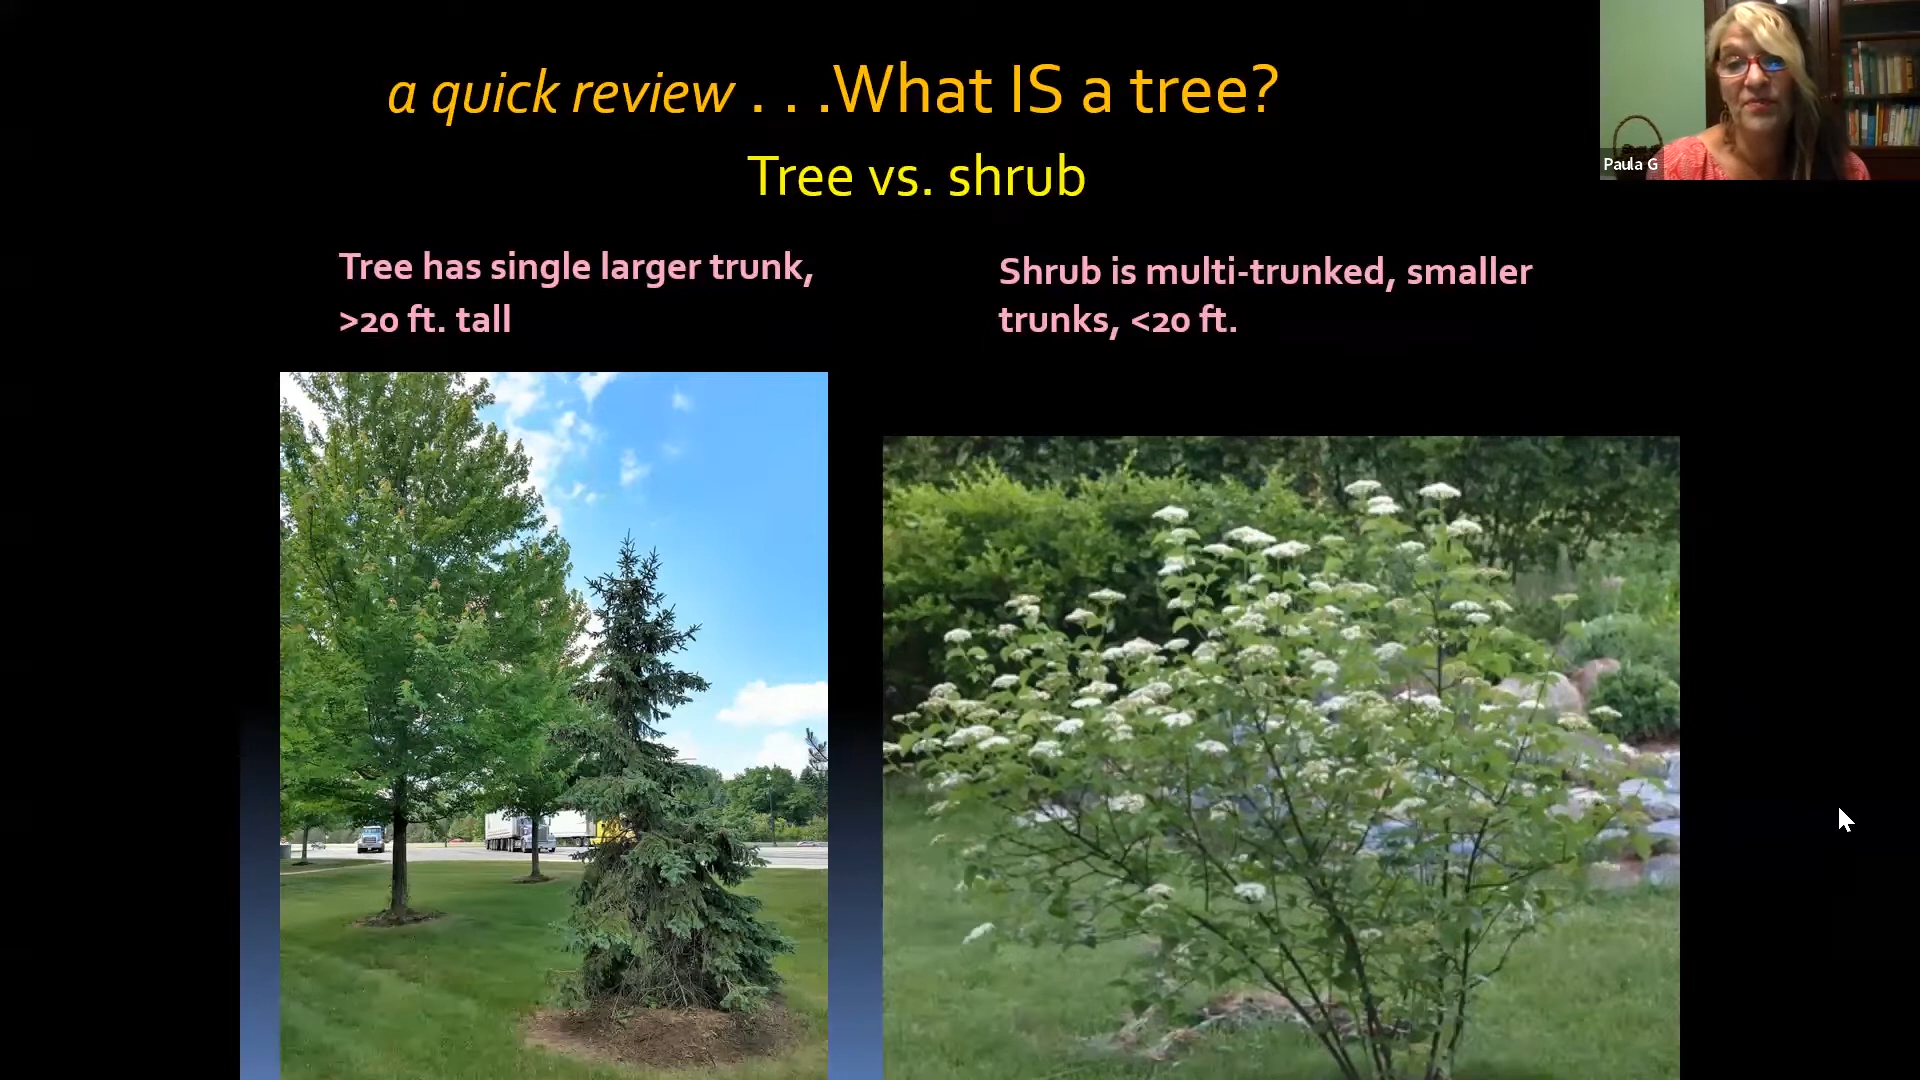 a quick review . . .What IS a tree?
Tree vs. shrub
Tree has single larger trunk,
>20 ft. tall
Shrub is multi-trunked, smaller
trunks, <20 ft.
Paula G